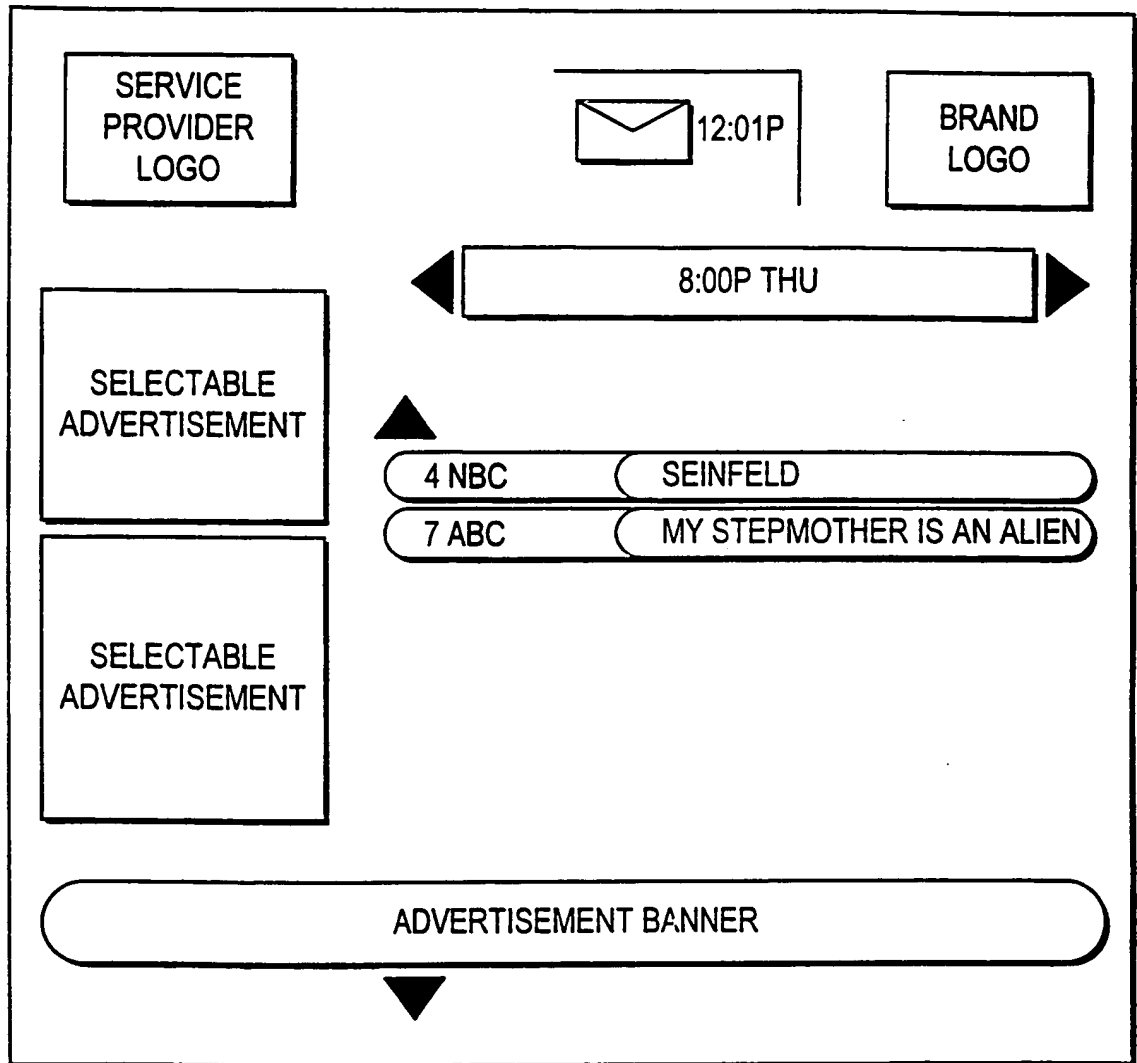 SERVICE
PROVIDER
LOGO
12:01P
BRAND
LOGO
8:00P THU
SELECTABLE
ADVERTISEMENT
4 NBC SEINFELD
7 ABC MY STEPMOTHER IS AN ALIEN
SELECTABLE
ADVERTISEMENT
ADVERTISEMENT BANNER